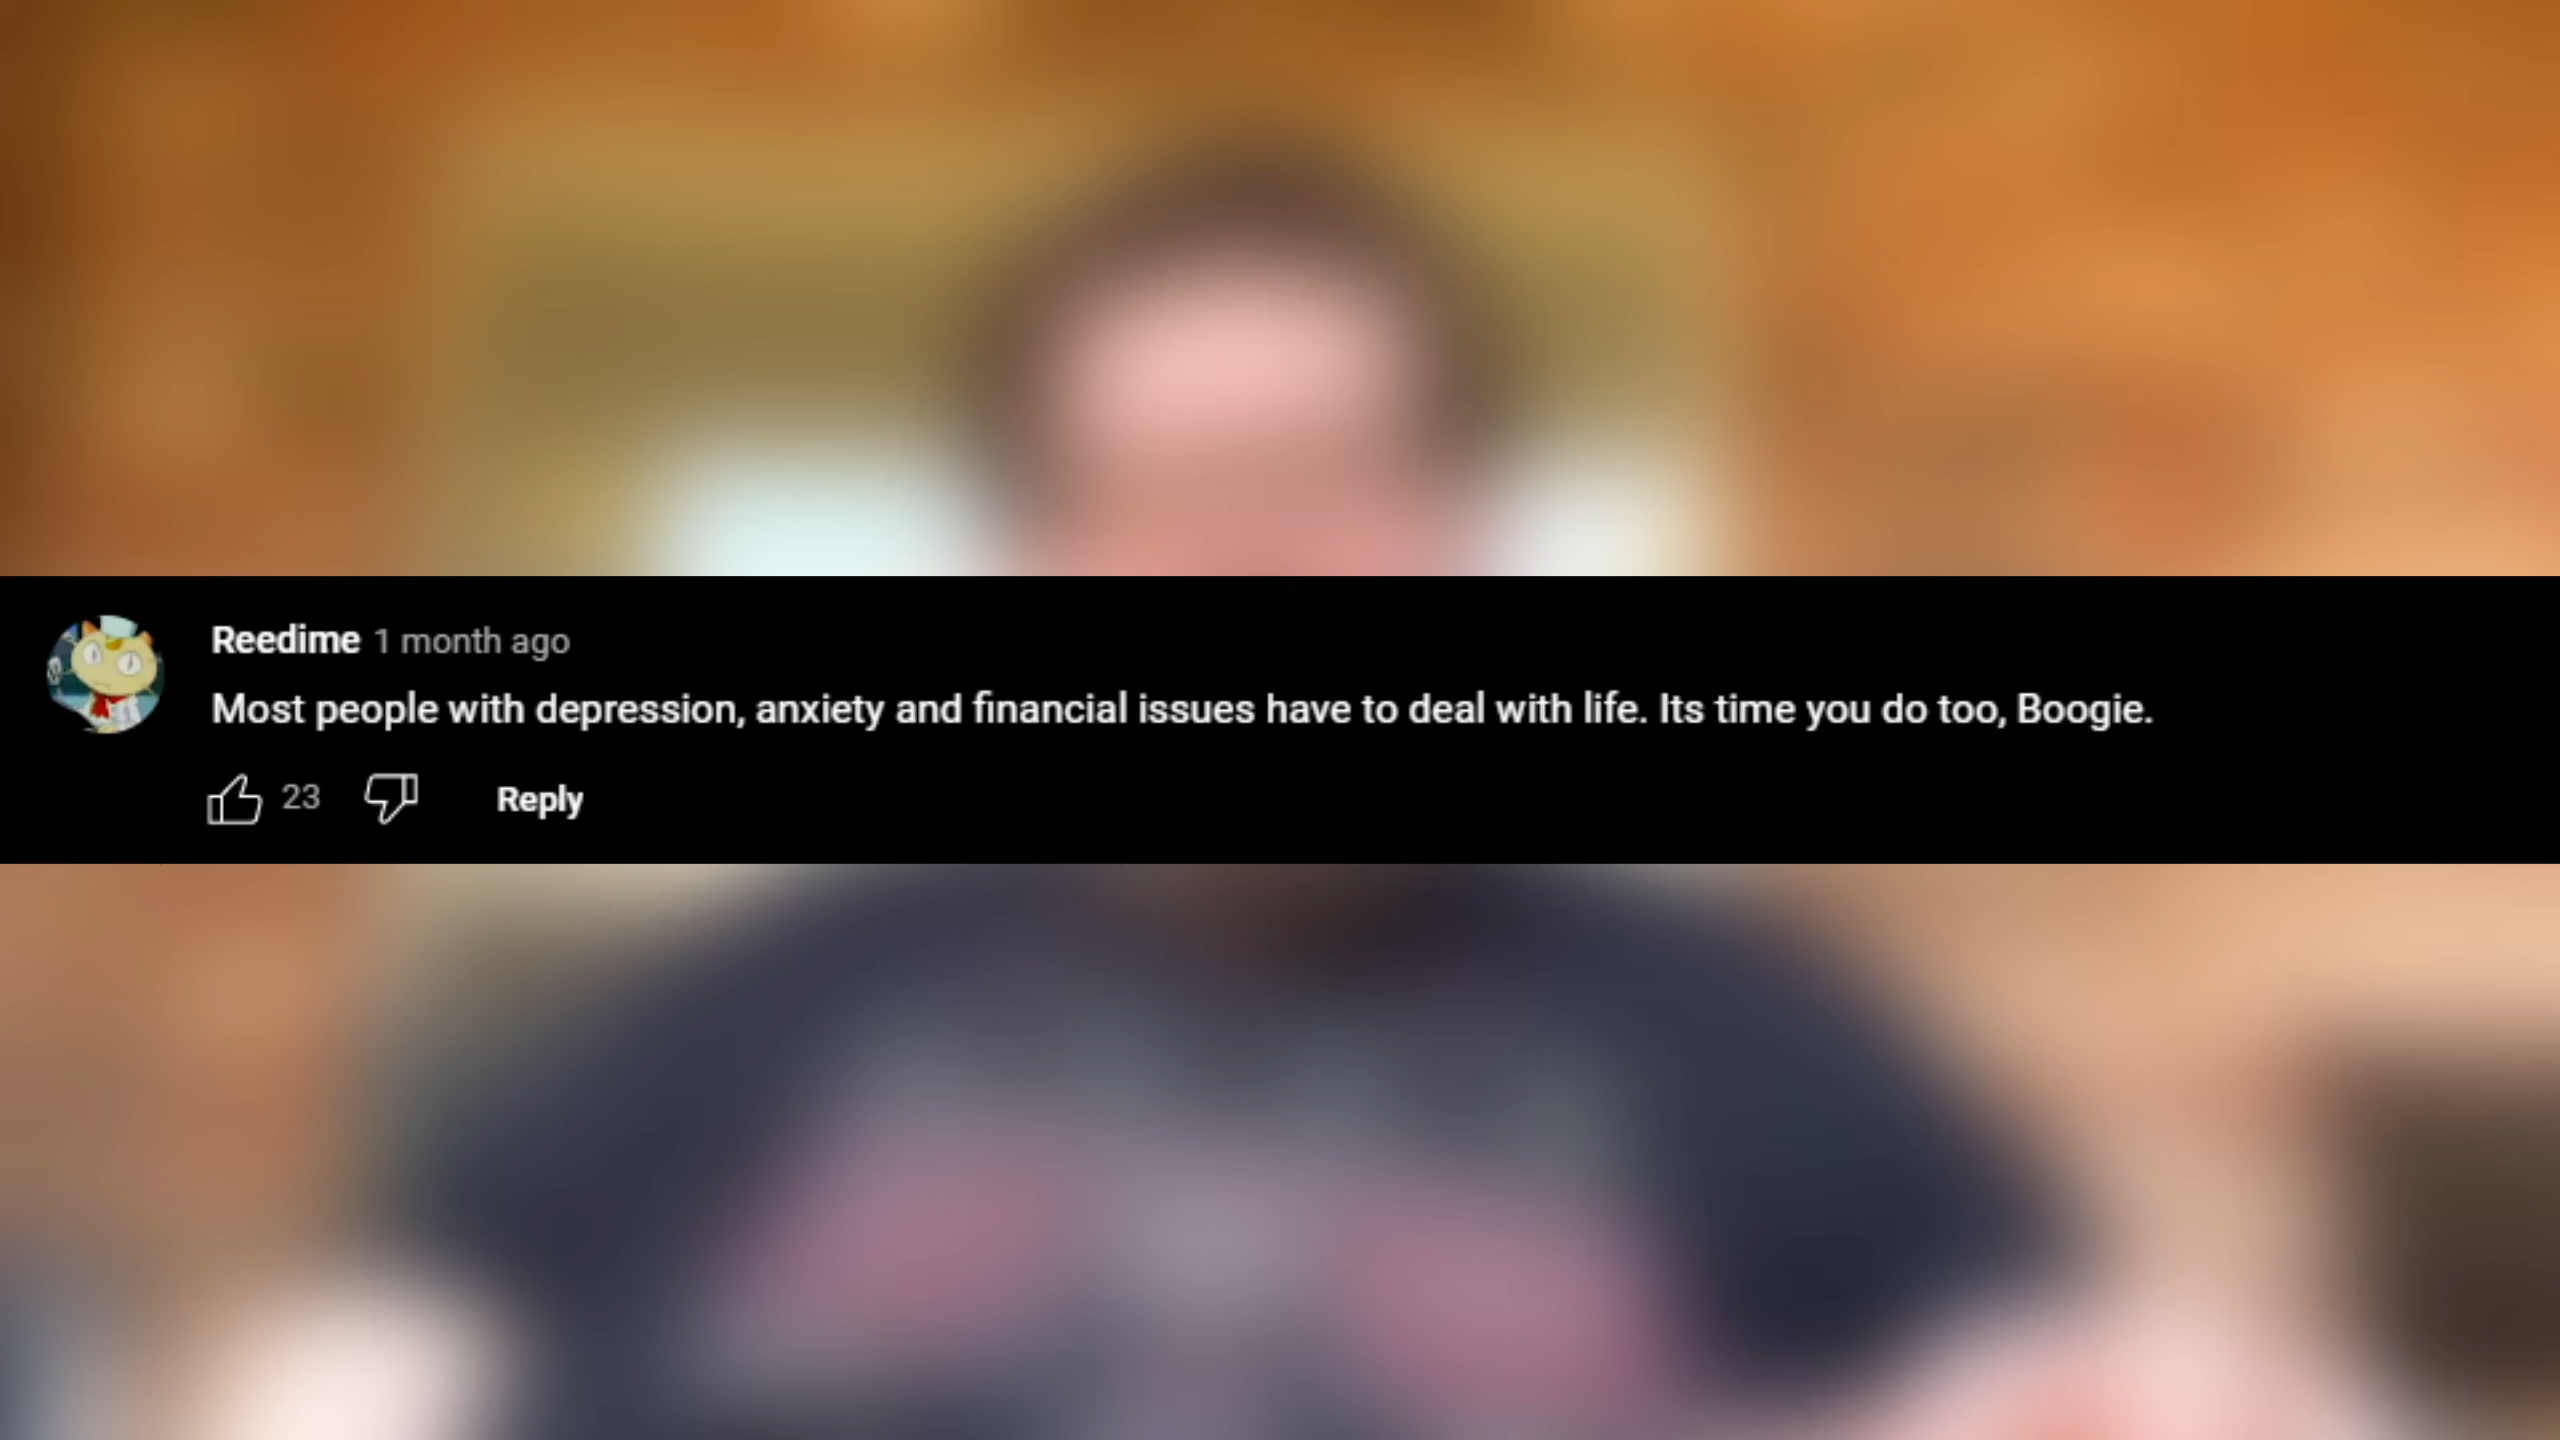 Reedime 1 month ago
Most people with depression, anxiety and financial issues have to deal with life. Its time you do too, Boogie.
23 Reply